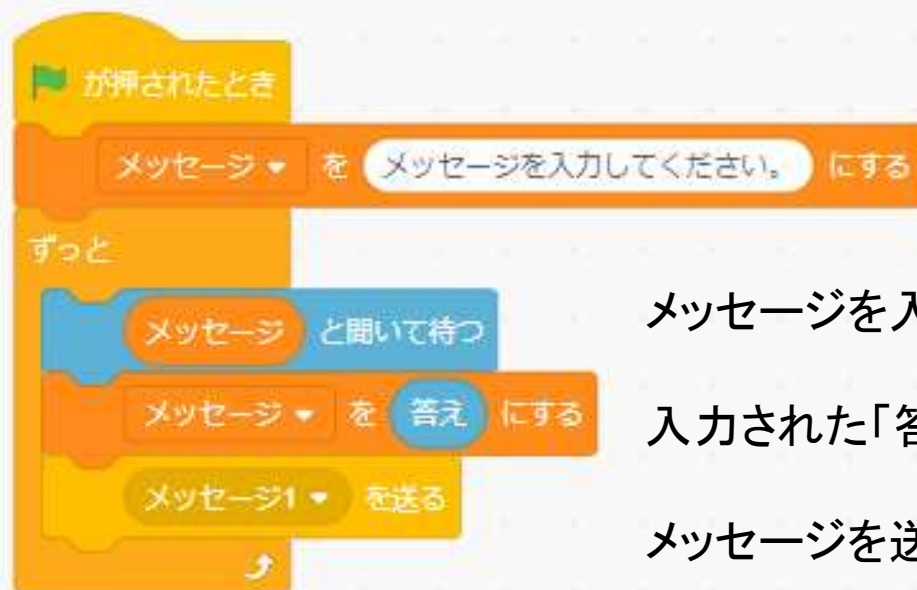 が押されたとき
メッセージ を メッセージを入力してください。 にする
ずっと
メッセージ と聞いて待つ
メッセージ を 答え にする
メッセージ1 を送る
メッセージを入
入力された「答
メッセージを送